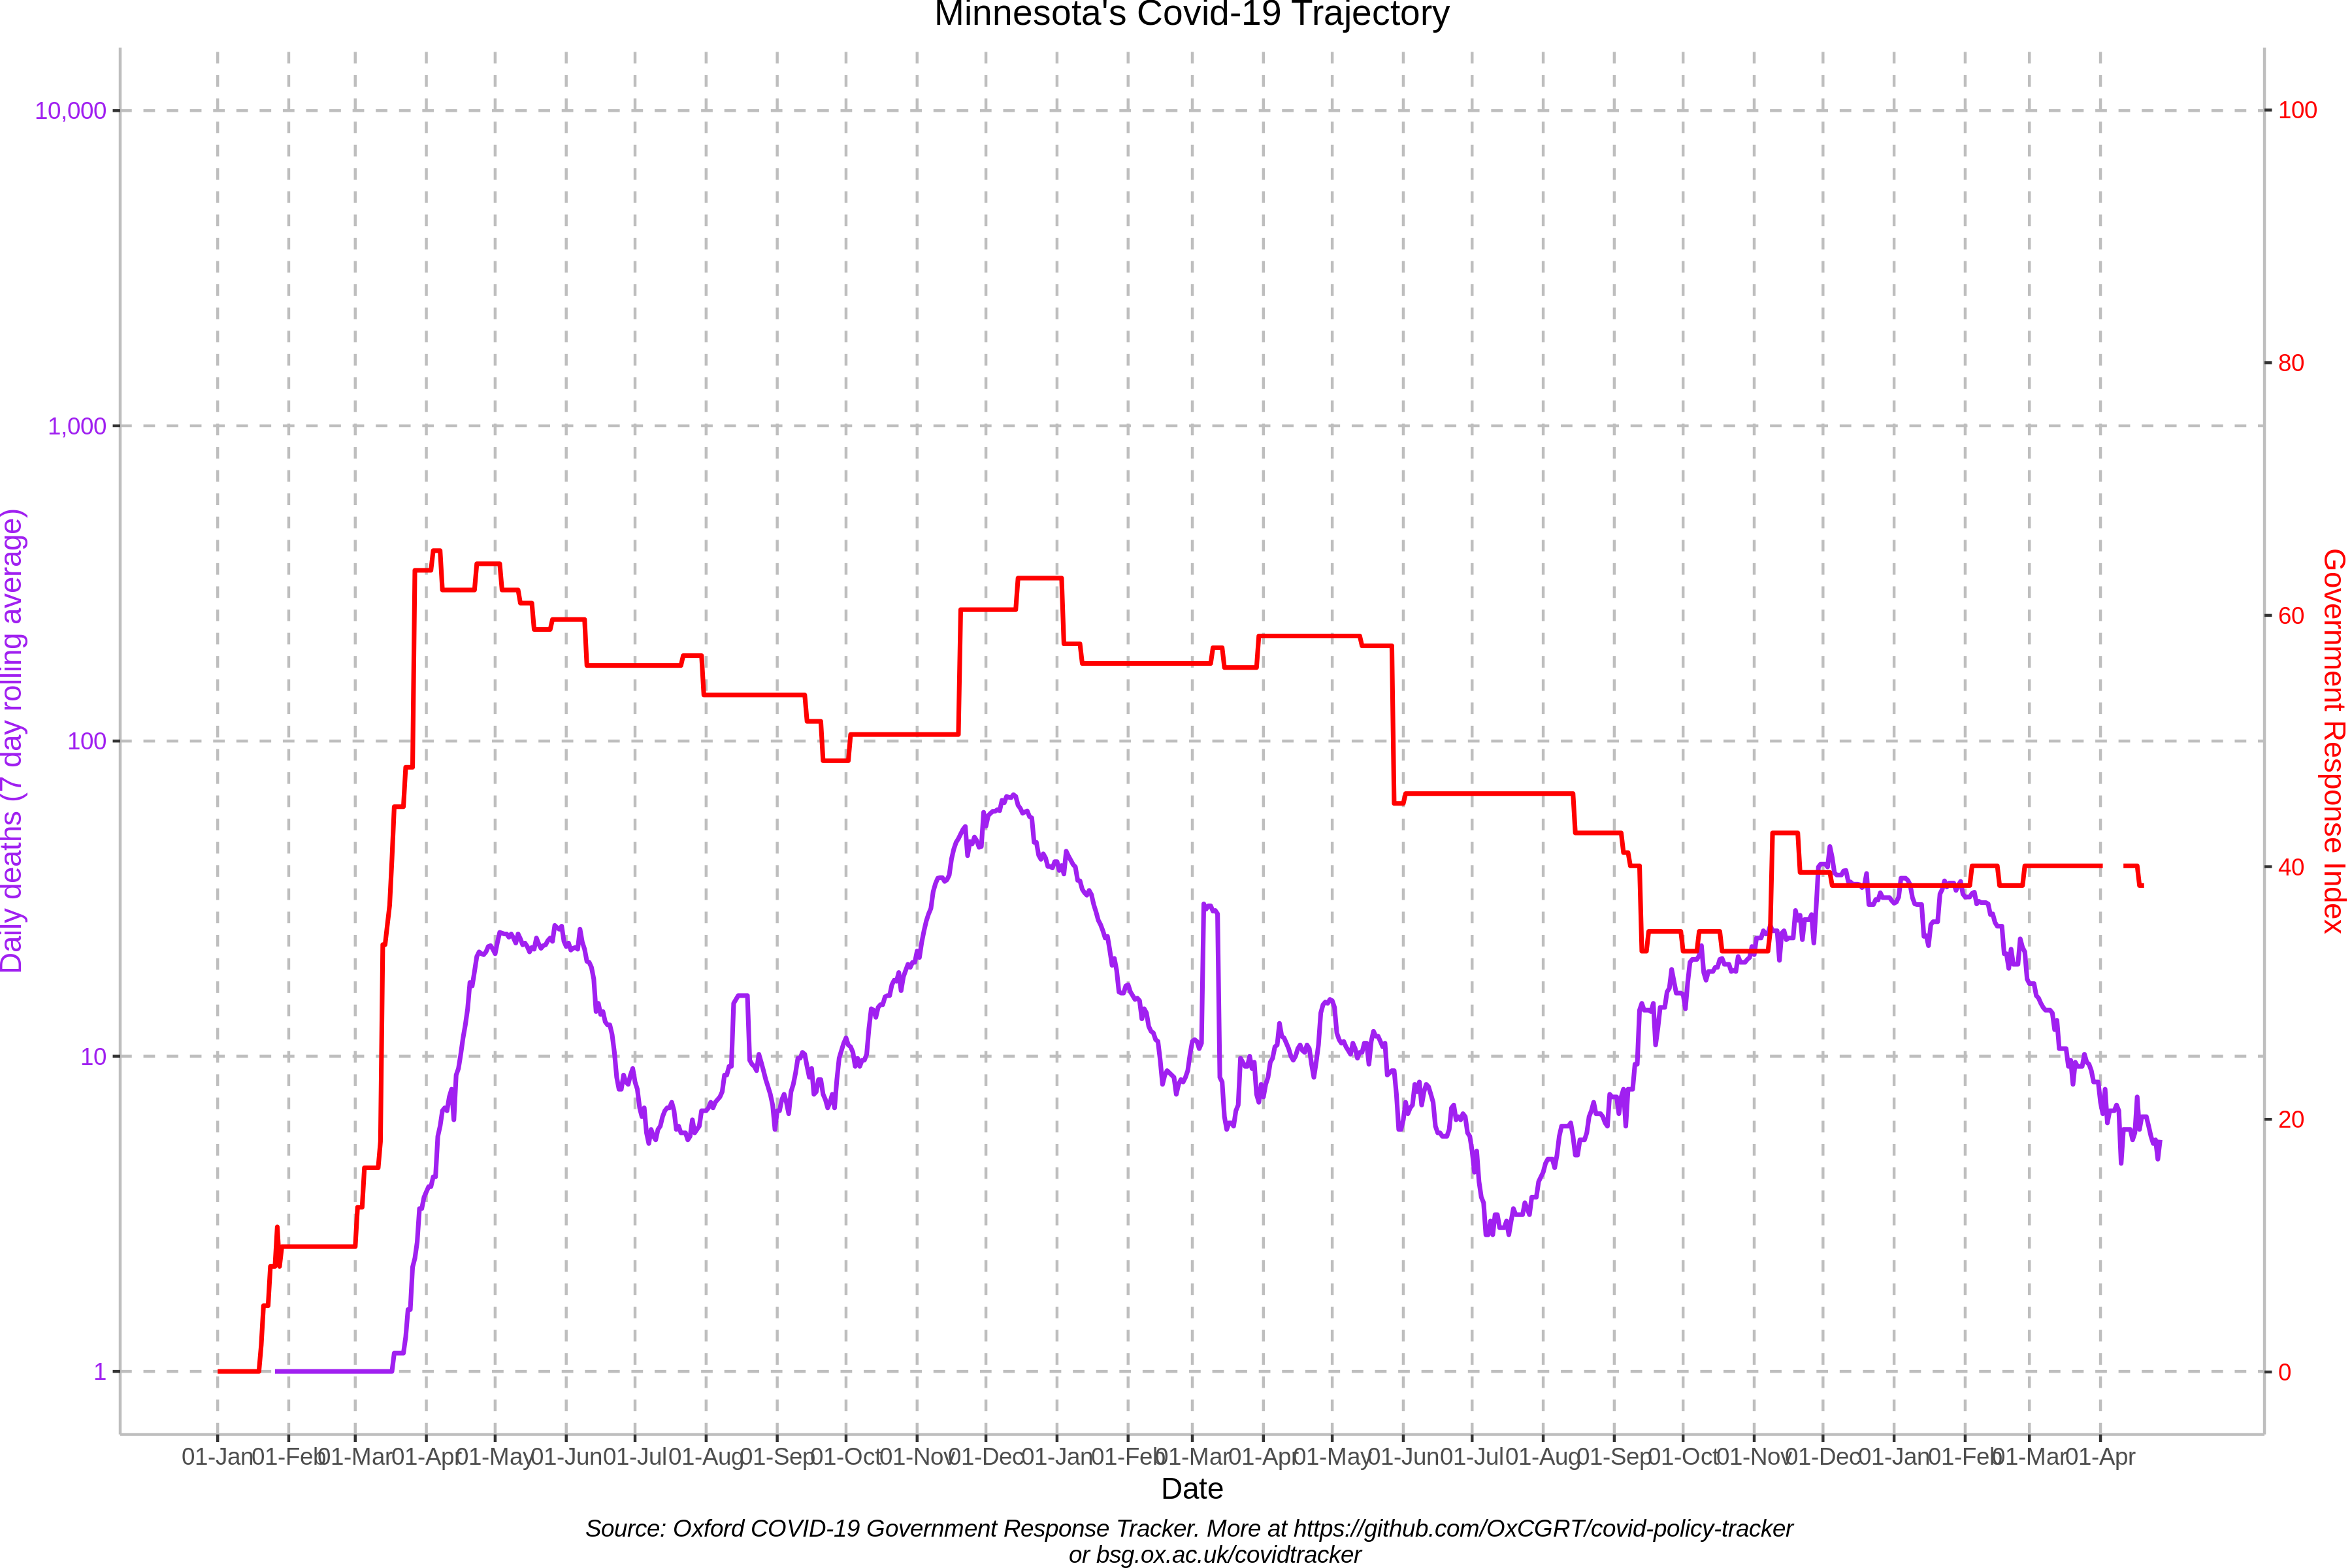 Minnesota's Covid-19 Trajectory
10,000
1,000
100
10
1
Daily deaths (7 day rolling average)
100
80
60
40
20
0
Government Response Index
01-Jan 01-Feb 01-Mar 01-Apr 01-May 01-Jun 01-Jul 01-Aug 01-Sep 01-Oct 01-Nov 01-Dec 01-Jan 01-Feb 01-Mar 01-Apr 01-May 01-Jun 01-Jul 01-Aug 01-Sep 01-Oct 01-Nov 01-Dec 01-Jan 01-Feb 01-Mar 01-Apr
Date
Source: Oxford COVID-19 Government Response Tracker. More at https://github.com/OxCGRT/covid-policy-tracker
or bsg.ox.ac.uk/covidtracker